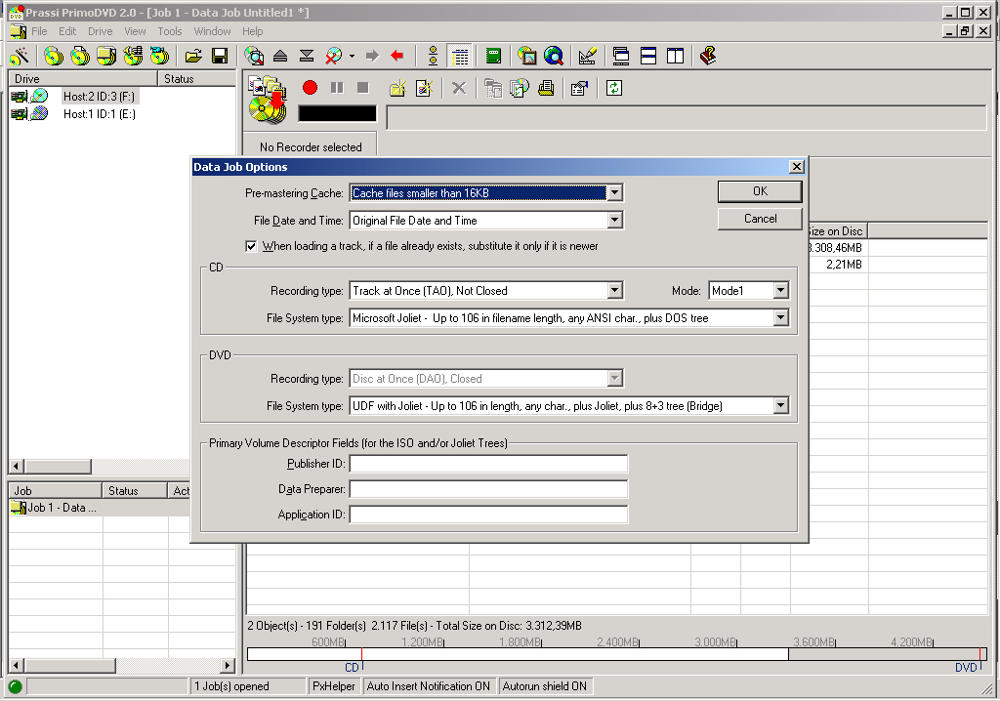 Prassi PrimoDVD 2.0 - [Job 1 - Data Job Untitled1 *]
File Edit Drive View Tools Window Help
Drive Status
Host:2 ID:3 (F:)
Host:1 ID:1 (E:)
No Recorder selected
Data Job Options
Pre-mastering Cache: Cache files smaller than 16KB OK
File Date and Time: Original File Date and Time Cancel
When loading a track, if a file already exists, substitute it only if it is newer
Size on Disc
3.308,46MB
2,21MB
CD
Recording type: Track at Once (TAO), Not Closed Mode: Mode1
File System type: Microsoft Joliet - Up to 106 in filename length, any ANSI char., plus DOS tree
DVD
Recording type: Disc at Once (DAO), Closed
File System type: UDF with Joliet - Up to 106 in length, any char., plus Joliet, plus 8+3 tree (Bridge)
Primary Volume Descriptor Fields (for the ISO and/or Joliet Trees)
Publisher ID:
Data Preparer:
Application ID:
Job Status Act
Job 1 - Data ...
2 Object(s) - 191 Folder(s) 2.117 File(s) - Total Size on Disc: 3.312,39MB
600MB 1.200MB 1.800MB 2.400MB 3.000MB 3.600MB 4.200MB
CD DVD
1 Job(s) opened PxHelper Auto Insert Notification ON Autorun shield ON